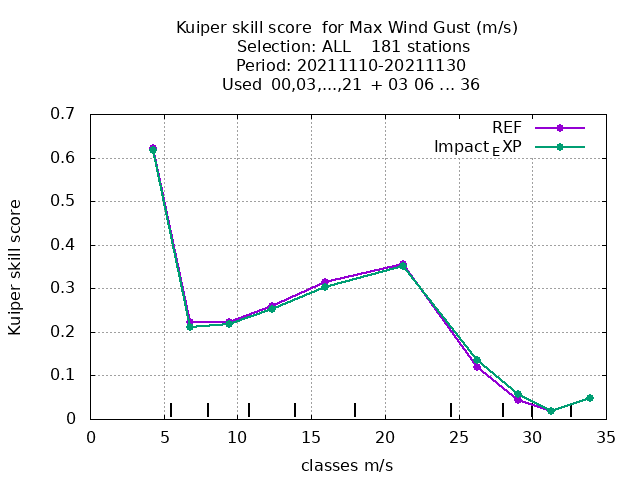 Kuiper skill score for Max Wind Gust (m/s)
Selection: ALL 181 stations
Period: 20211110-20211130
Used 00,03,...,21 + 03 06 ... 36
REF
Impact_EXP
Kuiper skill score
0.7
0.6
0.5
0.4
0.3
0.2
0.1
0
0 5 10 15 20 25 30 35
classes m/s